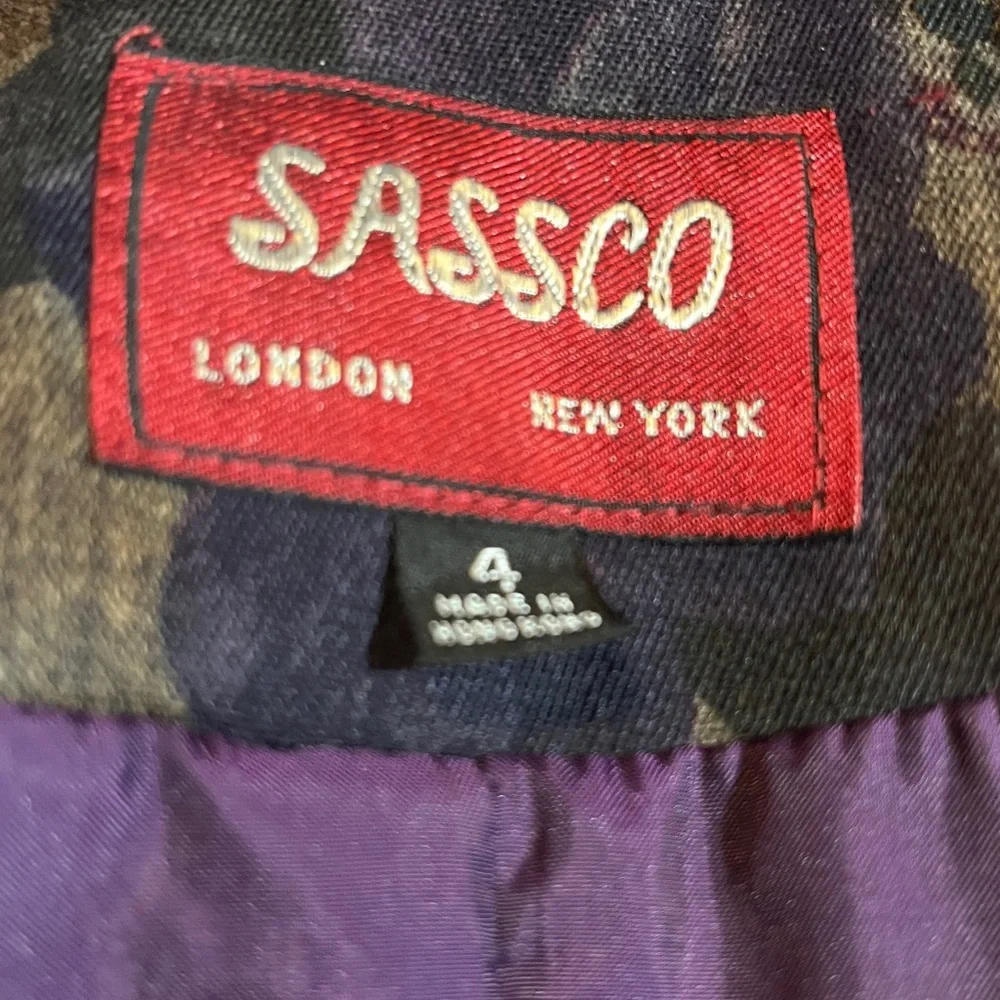 SASSCO
LONDON
NEW YORK
4
MADE IN
HONG KONG